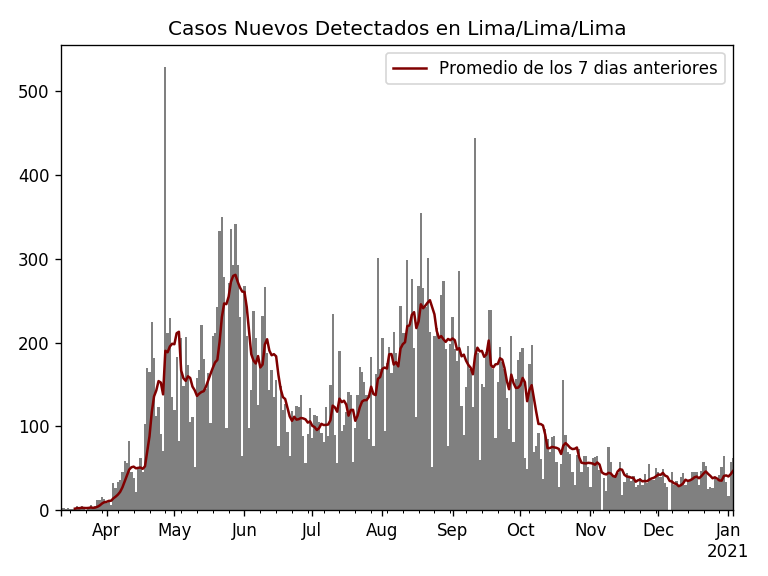 Casos Nuevos Detectados en Lima/Lima/Lima
Promedio de los 7 dias anteriores
500
400
300
200
100
0
Apr May Jun Jul Aug Sep Oct Nov Dec Jan
2021